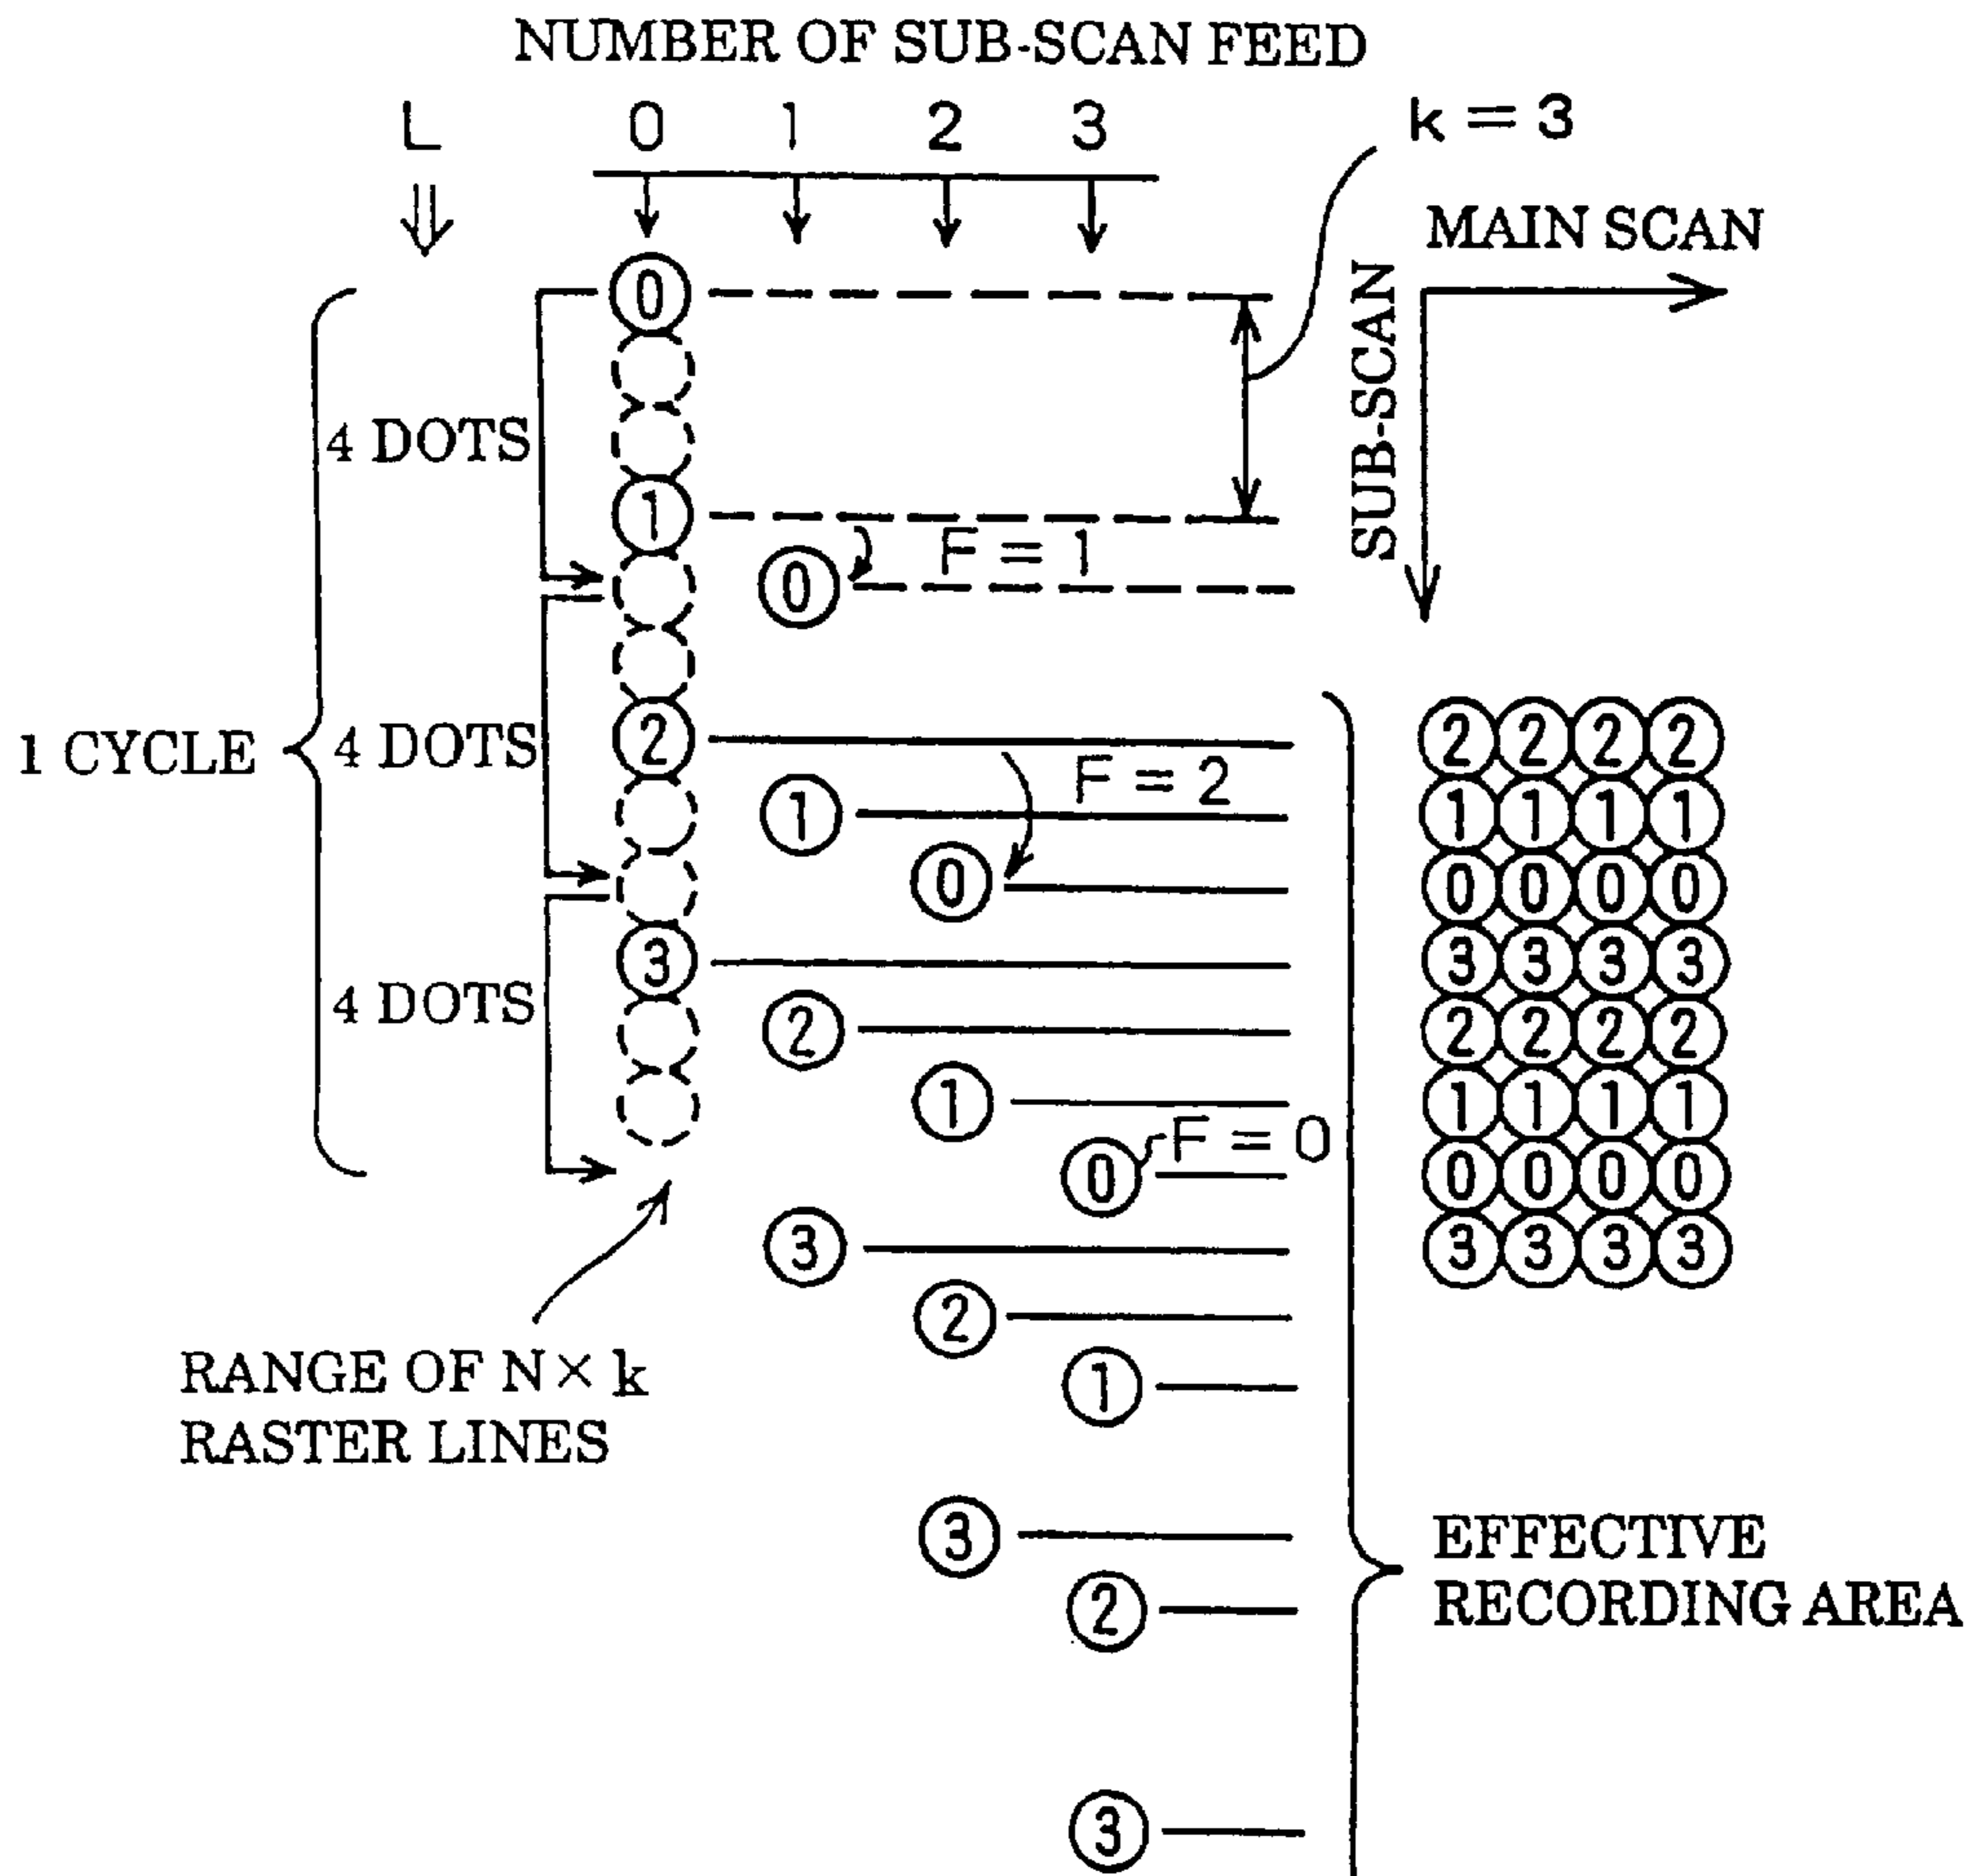 NUMBER OF SUB-SCAN FEED
L 0 1 2 3 k = 3
MAIN SCAN
SUB-SCAN
0
4 DOTS
1
0 F = 1
1 CYCLE
4 DOTS
2 2 2 2 2
F = 2
1 1 1 1 1
0 0 0 0 0
3 3 3 3 3
4 DOTS
2 2 2 2 2
1 1 1 1 1
F = 0
0 0 0 0 0
3 3 3 3 3
2
RANGE OF N×k
RASTER LINES
1
3
EFFECTIVE
RECORDING AREA
2
3